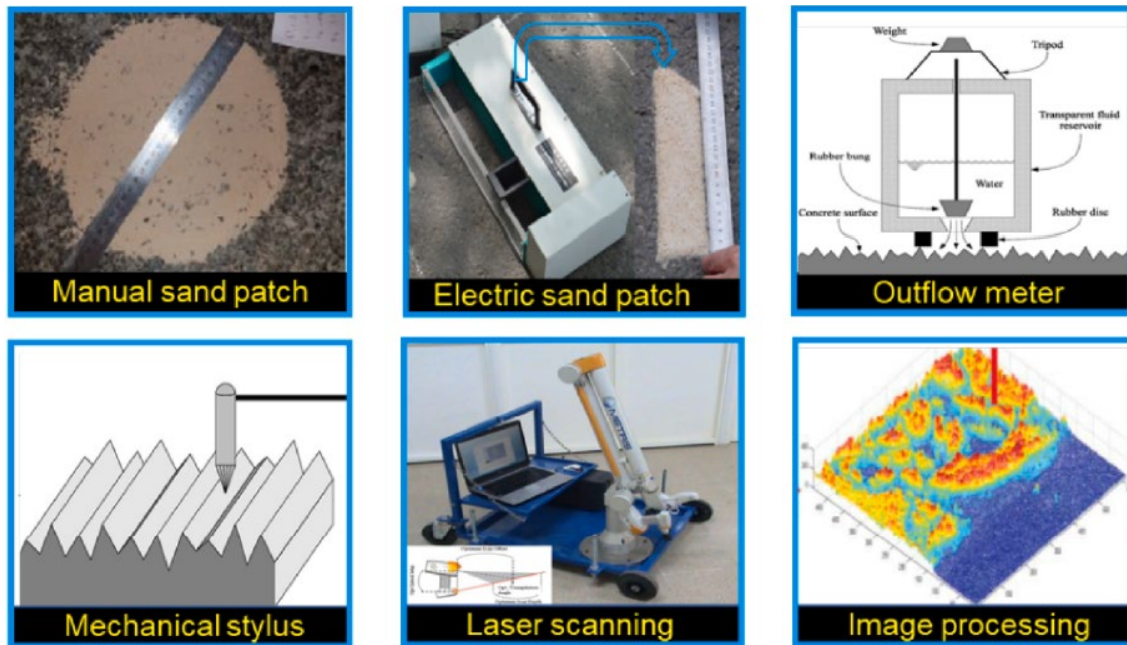 Manual sand patch
Electric sand patch
Weight
Tripod
Transparent fluid
reservoir
Rubber bung
Water
Concrete surface
Rubber disc
Outflow meter
Mechanical stylus
Laser scanning
Image processing